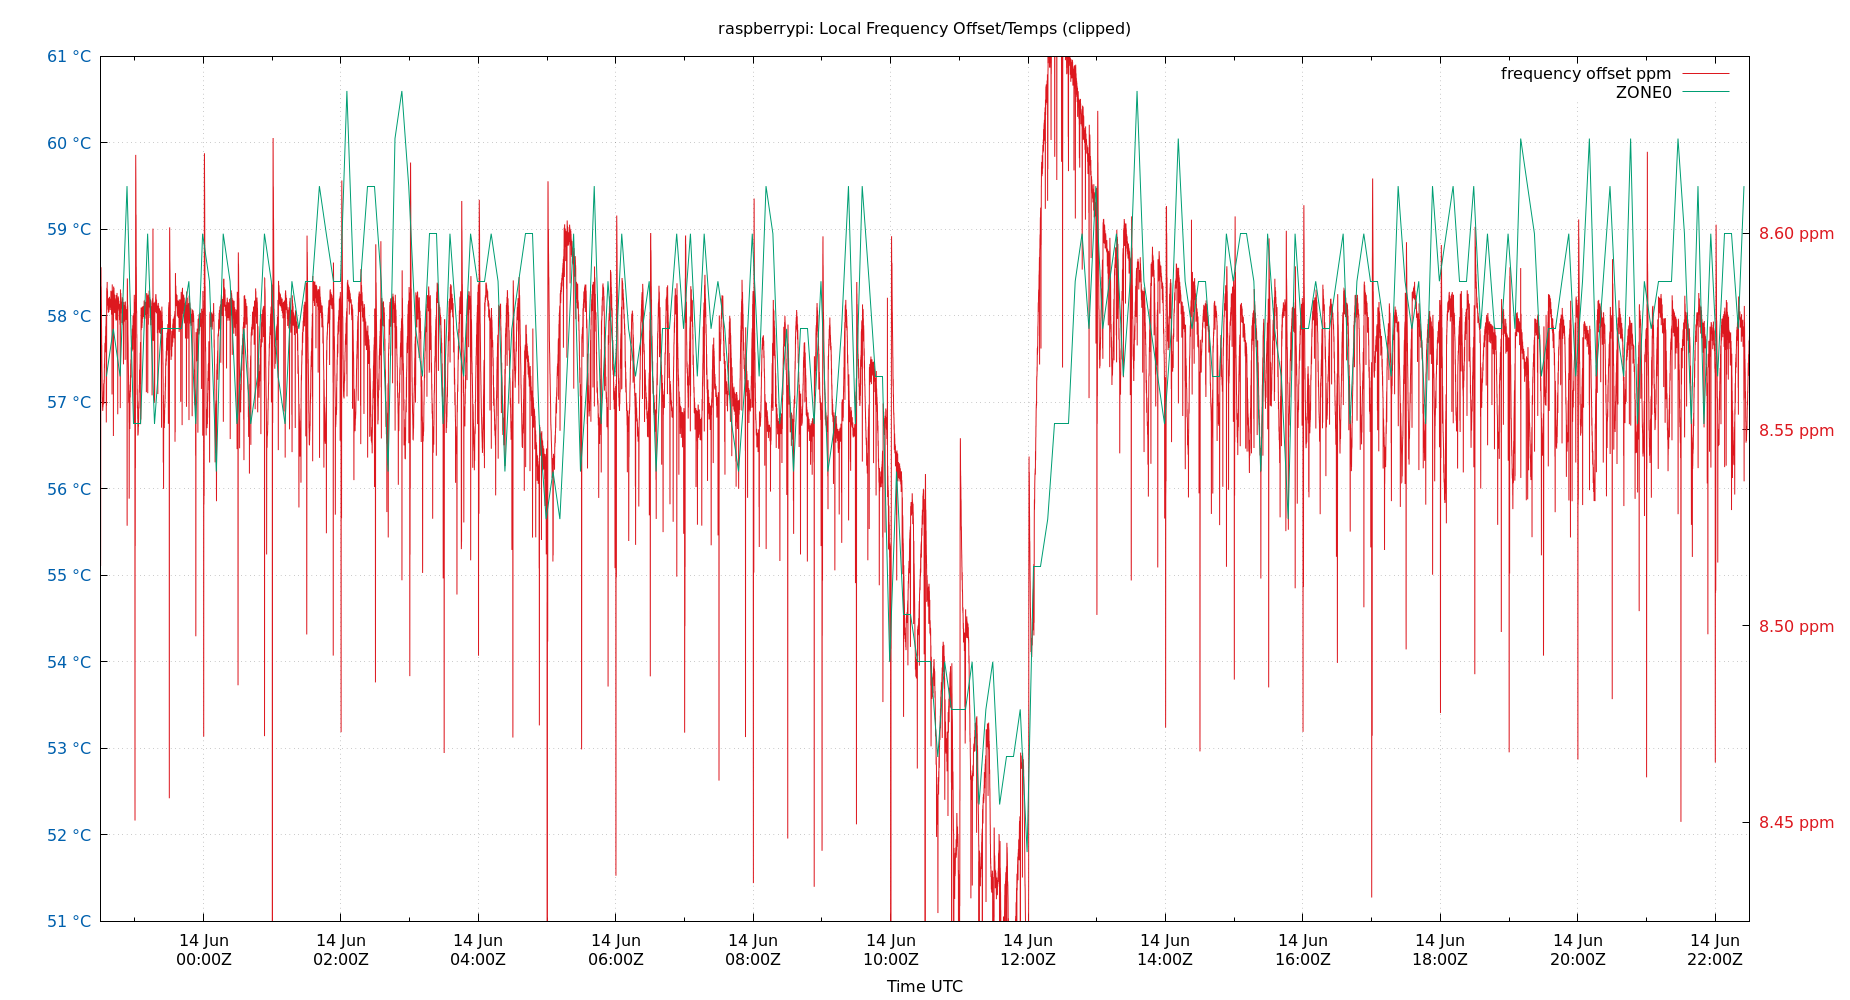 raspberrypi: Local Frequency Offset/Temps (clipped)
frequency offset ppm
ZONE0
61 °C
60 °C
59 °C
58 °C
57 °C
56 °C
55 °C
54 °C
53 °C
52 °C
51 °C
8.60 ppm
8.55 ppm
8.50 ppm
8.45 ppm
14 Jun 14 Jun 14 Jun 14 Jun 14 Jun 14 Jun 14 Jun 14 Jun 14 Jun 14 Jun 14 Jun 14 Jun
00:00Z 02:00Z 04:00Z 06:00Z 08:00Z 10:00Z 12:00Z 14:00Z 16:00Z 18:00Z 20:00Z 22:00Z
Time UTC